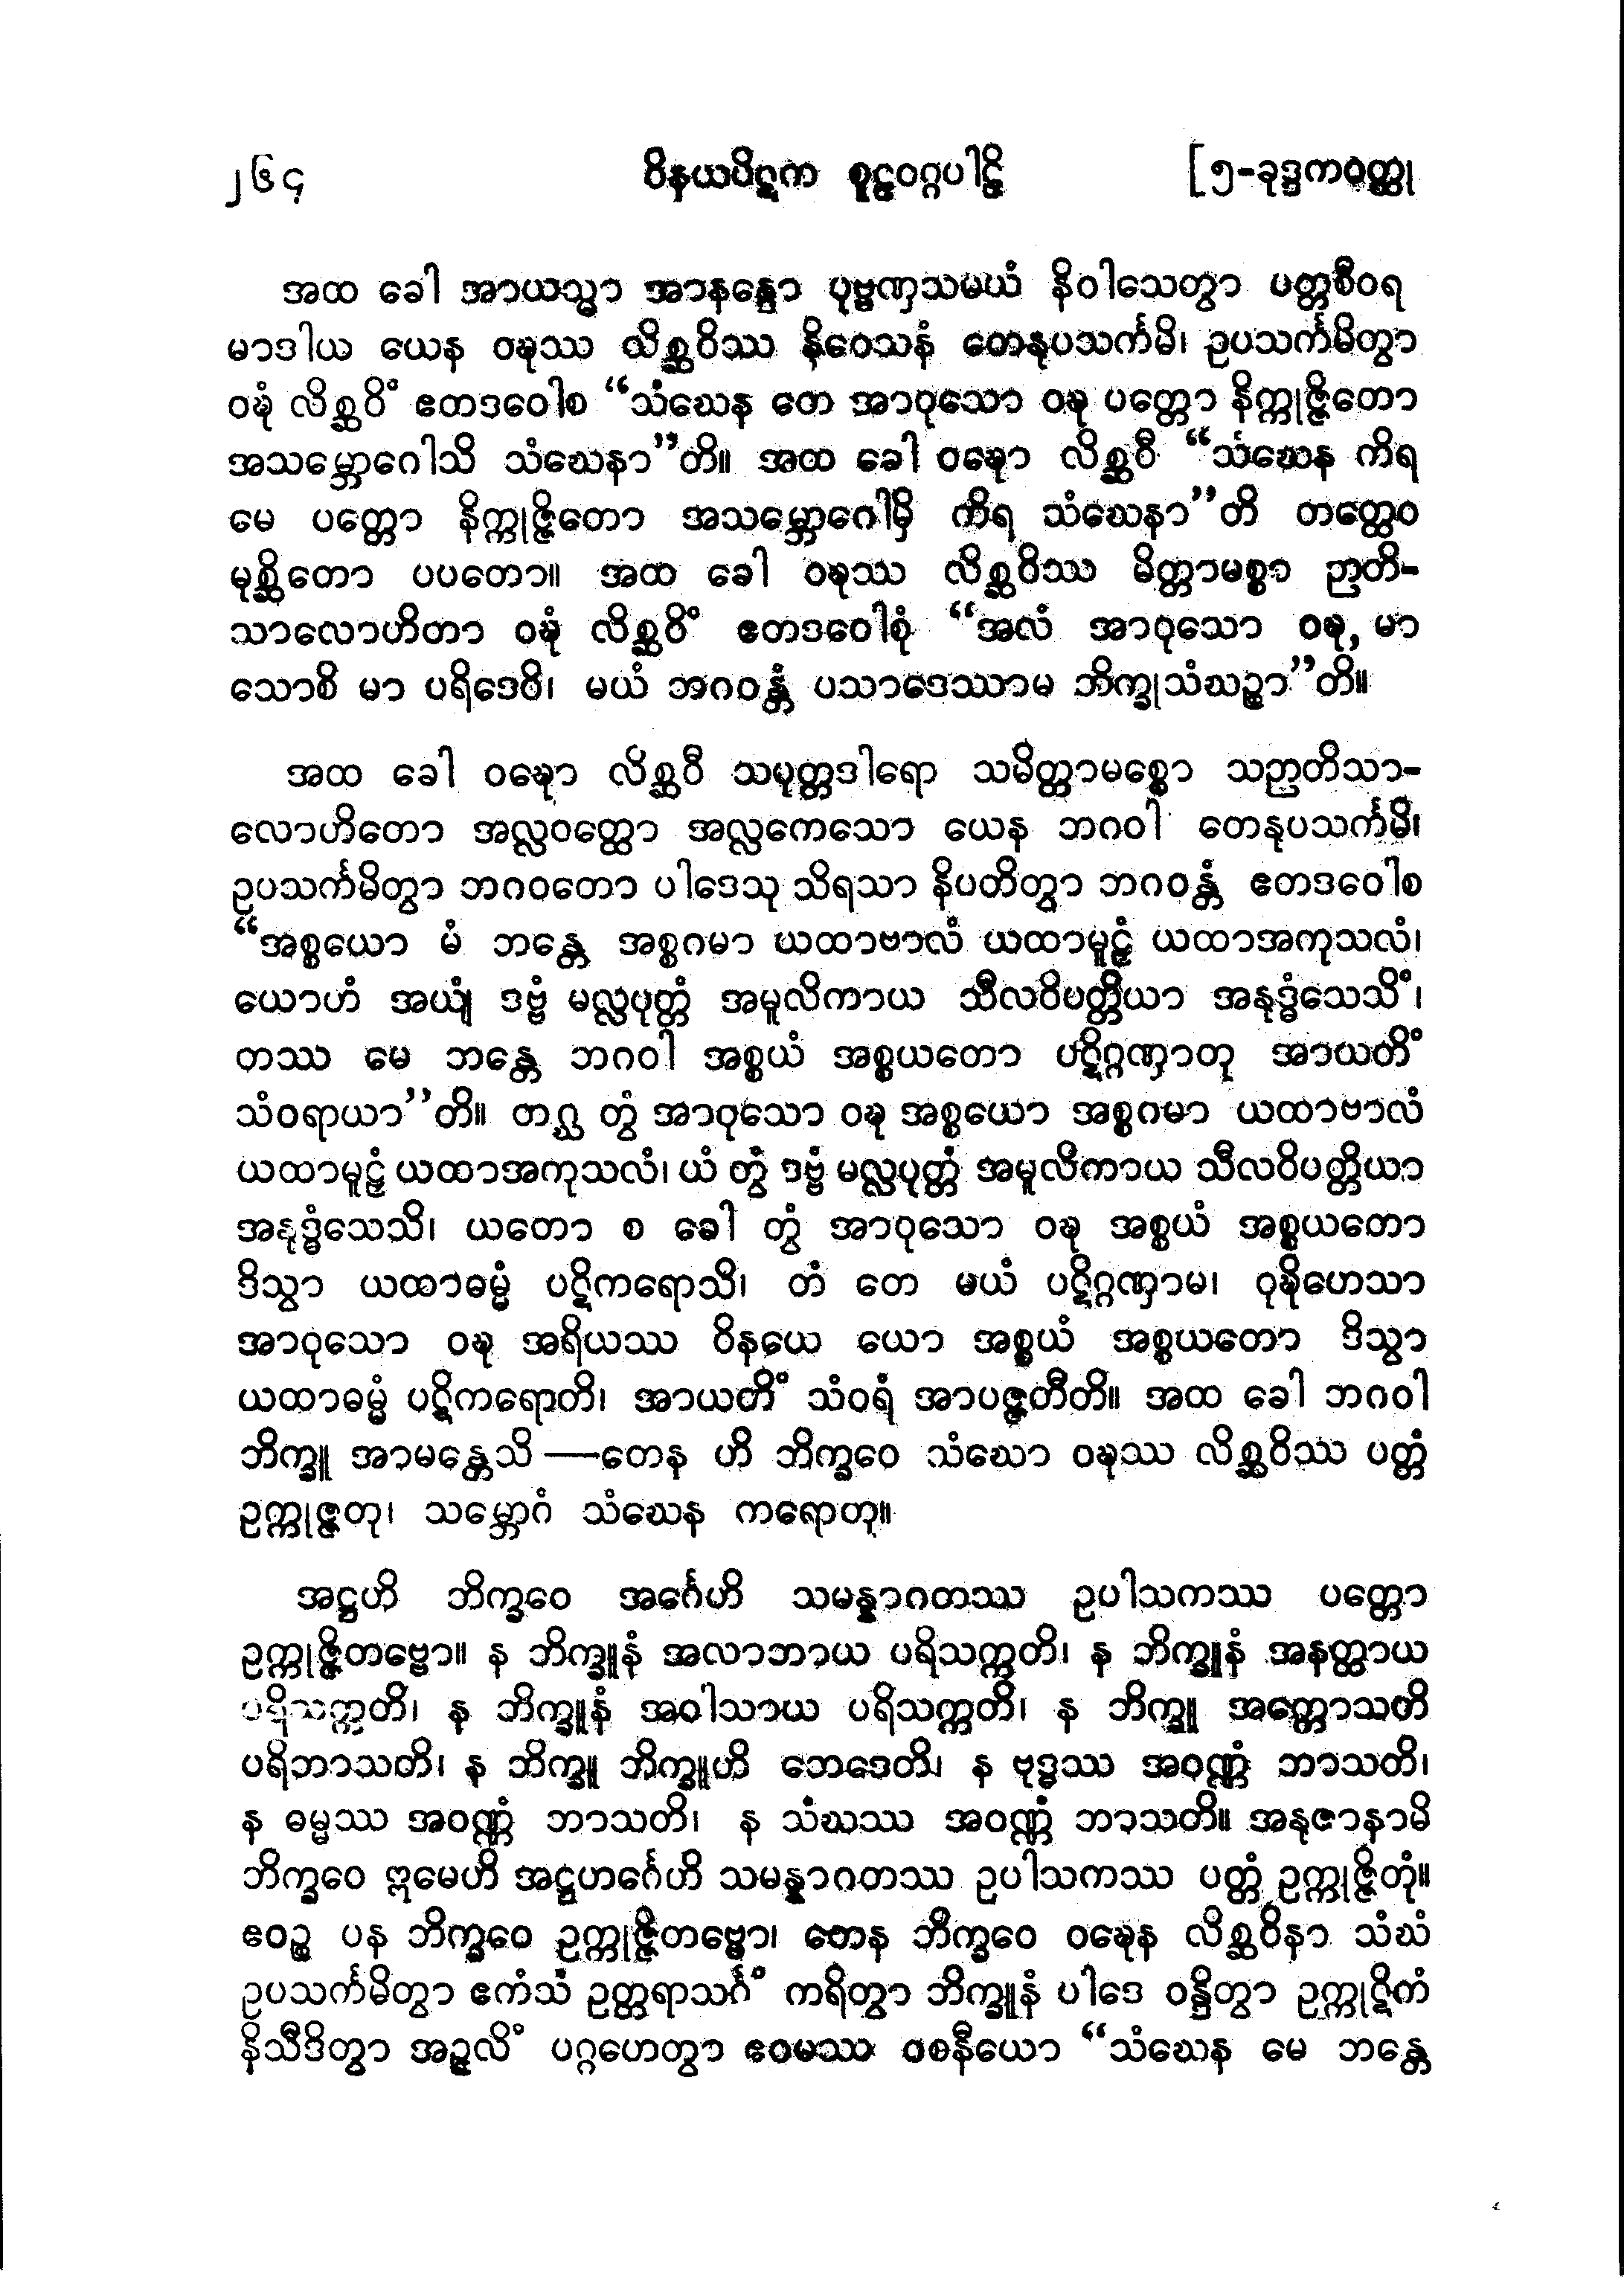 ၂၆၄ ဝိနယပိဋက စူဠဝဂ္ဂပါဠိ [၅-ခုဒ္ဒကဝတ္ထု
အထ ခေါ အာယသ္မာ အာနန္ဒော ပုဗ္ဗဏှသမယံ နိဝါသေတွာ ပတ္တစီဝရ
မာဒါယ ယေန ဝဍ္ဎဿ လိစ္ဆဝိဿ နိဝေသနံ တေနုပသင်္ကမိ၊ ဥပသင်္ကမိတွာ
ဝဍ္ဎံ လိစ္ဆဝိံ ဧတဒဝေါစ “သံဃေန တေ အာဝုသော ဝဍ္ဎ ပတ္တော နိက္ကုဇ္ဇိတော
အသမ္ဘောဂေါသိ သံဃေနာ”တိ။ အထ ခေါ ဝဍ္ဎော လိစ္ဆဝီ “သံဃေန ကိရ
မေ ပတ္တော နိက္ကုဇ္ဇိတော အသမ္ဘောဂေါမှိ ကိရ သံဃေနာ”တိ တတ္ထေဝ
မုစ္ဆိတော ပပတော။ အထ ခေါ ဝဍ္ဎဿ လိစ္ဆဝိဿ မိတ္တာမစ္စာ ဉာတိ-
သာလောဟိတာ ဝဍ္ဎံ လိစ္ဆဝိံ ဧတဒဝေါစုံ “အလံ အာဝုသော ဝဍ္ဎ, မာ
သောစိ မာ ပရိဒေဝိ၊ မယံ ဘဂဝန္တံ ပသာဒေဿာမ ဘိက္ခုသံဃဉ္စာ”တိ။
အထ ခေါ ဝဍ္ဎော လိစ္ဆဝီ သပုတ္တဒါရော သမိတ္တာမစ္စော သဉာတိသာ-
လောဟိတော အလ္လဝတ္ထော အလ္လကေသော ယေန ဘဂဝါ တေနုပသင်္ကမိ၊
ဥပသင်္ကမိတွာ ဘဂဝတော ပါဒေသု သိရသာ နိပတိတွာ ဘဂဝန္တံ ဧတဒဝေါစ
“အစ္စယော မံ ဘန္တေ အစ္စဂမာ ယထာဗာလံ ယထာမူဠှံ ယထာအကုသလံ၊
ယောဟံ အယျံ ဒဗ္ဗံ မလ္လပုတ္တံ အမူလိကာယ သီလဝိပတ္တိယာ အနုဒ္ဓံသေသိံ၊
တဿ မေ ဘန္တေ ဘဂဝါ အစ္စယံ အစ္စယတော ပဋိဂ္ဂဏှာတု အာယတိံ
သံဝရာယာ”တိ။ တဂ္ဃ တွံ အာဝုသော ဝဍ္ဎ အစ္စယော အစ္စဂမာ ယထာဗာလံ
ယထာမူဠှံ ယထာအကုသလံ၊ ယံ တွံ ဒဗ္ဗံ မလ္လပုတ္တံ အမူလိကာယ သီလဝိပတ္တိယာ
အနုဒ္ဓံသေသိ၊ ယတော စ ခေါ တွံ အာဝုသော ဝဍ္ဎ အစ္စယံ အစ္စယတော
ဒိသွာ ယထာဓမ္မံ ပဋိကရောသိ၊ တံ တေ မယံ ပဋိဂ္ဂဏှာမ၊ ဝုဍ္ဎိဟေသာ
အာဝုသော ဝဍ္ဎ အရိယဿ ဝိနယေ ယော အစ္စယံ အစ္စယတော ဒိသွာ
ယထာဓမ္မံ ပဋိကရောတိ၊ အာယတိံ သံဝရံ အာပဇ္ဇတီတိ။ အထ ခေါ ဘဂဝါ
ဘိက္ခူ အာမန္တေသိ —တေန ဟိ ဘိက္ခဝေ သံဃော ဝဍ္ဎဿ လိစ္ဆဝိဿ ပတ္တံ
ဥက္ကုဇ္ဇတု၊ သမ္ဘောဂံ သံဃေန ကရောတု။
အဋ္ဌဟိ ဘိက္ခဝေ အင်္ဂေဟိ သမန္နာဂတဿ ဥပါသကဿ ပတ္တော
ဥက္ကုဇ္ဇိတဗ္ဗော။ န ဘိက္ခူနံ အလာဘာယ ပရိသက္ကတိ၊ န ဘိက္ခူနံ အနတ္ထာယ
ပရိသက္ကတိ၊ န ဘိက္ခူနံ အဝါသာယ ပရိသက္ကတိ၊ န ဘိက္ခူ အက္ကောသတိ
ပရိဘာသတိ၊ န ဘိက္ခူ ဘိက္ခူဟိ ဘေဒေတိ၊ န ဗုဒ္ဓဿ အဝဏ္ဏံ ဘာသတိ၊
န ဓမ္မဿ အဝဏ္ဏံ ဘာသတိ၊ န သံဃဿ အဝဏ္ဏံ ဘာသတိ။ အနုဇာနာမိ
ဘိက္ခဝေ ဣမေဟိ အဋ္ဌဟင်္ဂေဟိ သမန္နာဂတဿ ဥပါသကဿ ပတ္တံ ဥက္ကုဇ္ဇိတုံ။
ဧဝဉ္စ ပန ဘိက္ခဝေ ဥက္ကုဇ္ဇိတဗ္ဗော၊ တေန ဘိက္ခဝေ ဝဍ္ဎေန လိစ္ဆဝိနာ သံဃံ
ဥပသင်္ကမိတွာ ဧကံသံ ဥတ္တရာသင်္ဂံ ကရိတွာ ဘိက္ခူနံ ပါဒေ ဝန္ဒိတွာ ဥက္ကုဋိကံ
နိသီဒိတွာ အဉ္ဇလိံ ပဂ္ဂဟေတွာ ဧဝမဿ ဝစနီယော “သံဃေန မေ ဘန္တေ